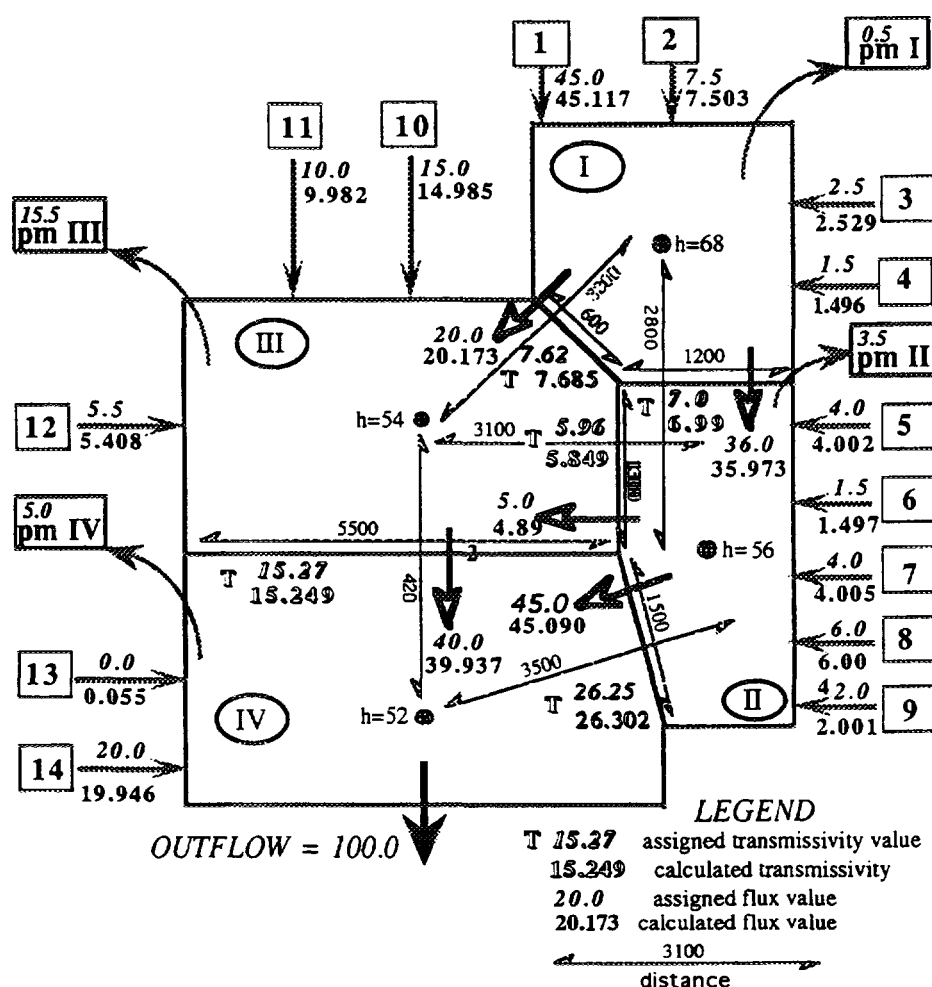 1
2
0.5
pm I
45.0
45.117
7.5
7.503
11
10
I
10.0
9.982
15.0
14.985
2.5
2.529
3
15.5
pm III
h=68
1.5
1.496
4
III
600
2800
20.0
20.173
7.62
T 7.685
1200
3.5
pm II
12
5.5
5.408
h=54
3100
T 5.96
5.849
T 7.0
6.99
36.0
35.973
4.0
4.002
5
5.0
pm IV
5.0
4.89
1.5
1.497
6
5500
2
h=56
T 15.27
15.249
420
45.0
45.090
1500
4.0
4.005
7
40.0
39.937
3500
6.0
6.00
8
13
0.0
0.055
IV
h=52
T 26.25
26.302
II
42.0
2.001
9
14
20.0
19.946
OUTFLOW = 100.0
LEGEND
T 15.27 assigned transmissivity value
15.249 calculated transmissivity
20.0 assigned flux value
20.173 calculated flux value
3100
distance